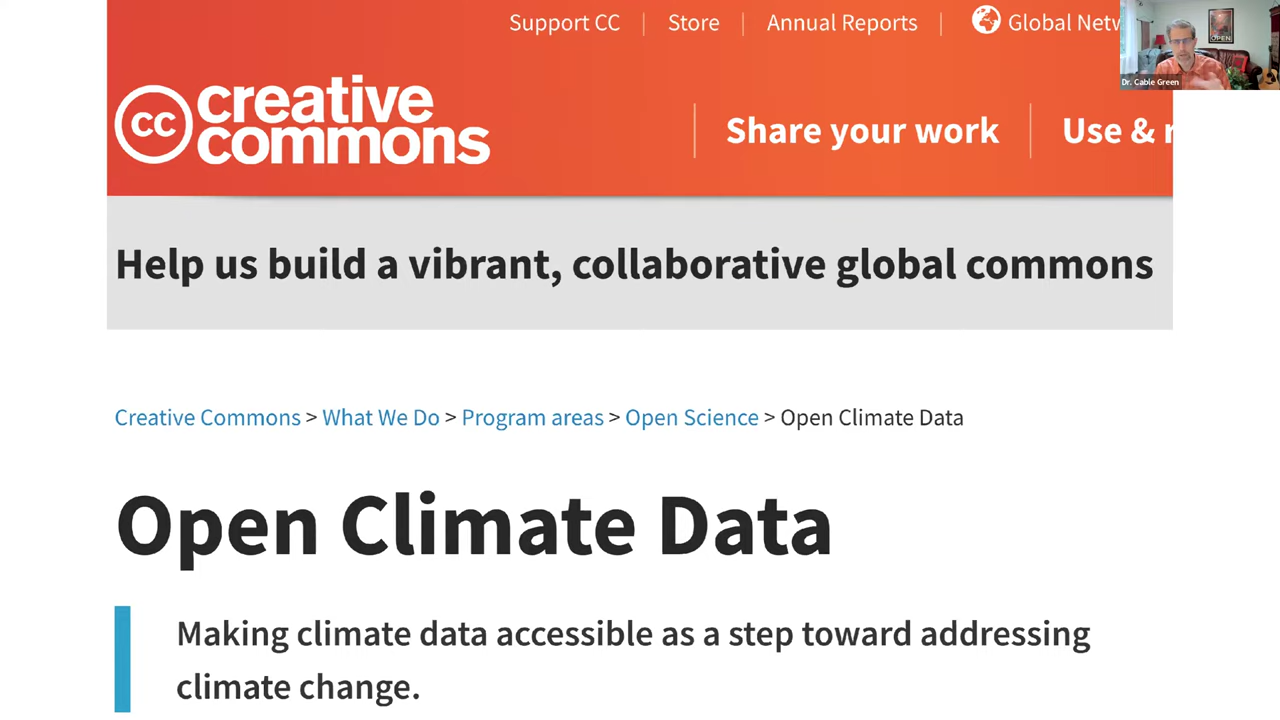 Support CC | Store | Annual Reports | Global Netw
Dr. Cable Green
OPEN
cc creative commons
Share your work | Use & r
Help us build a vibrant, collaborative global commons
Creative Commons > What We Do > Program areas > Open Science > Open Climate Data
Open Climate Data
Making climate data accessible as a step toward addressing
climate change.